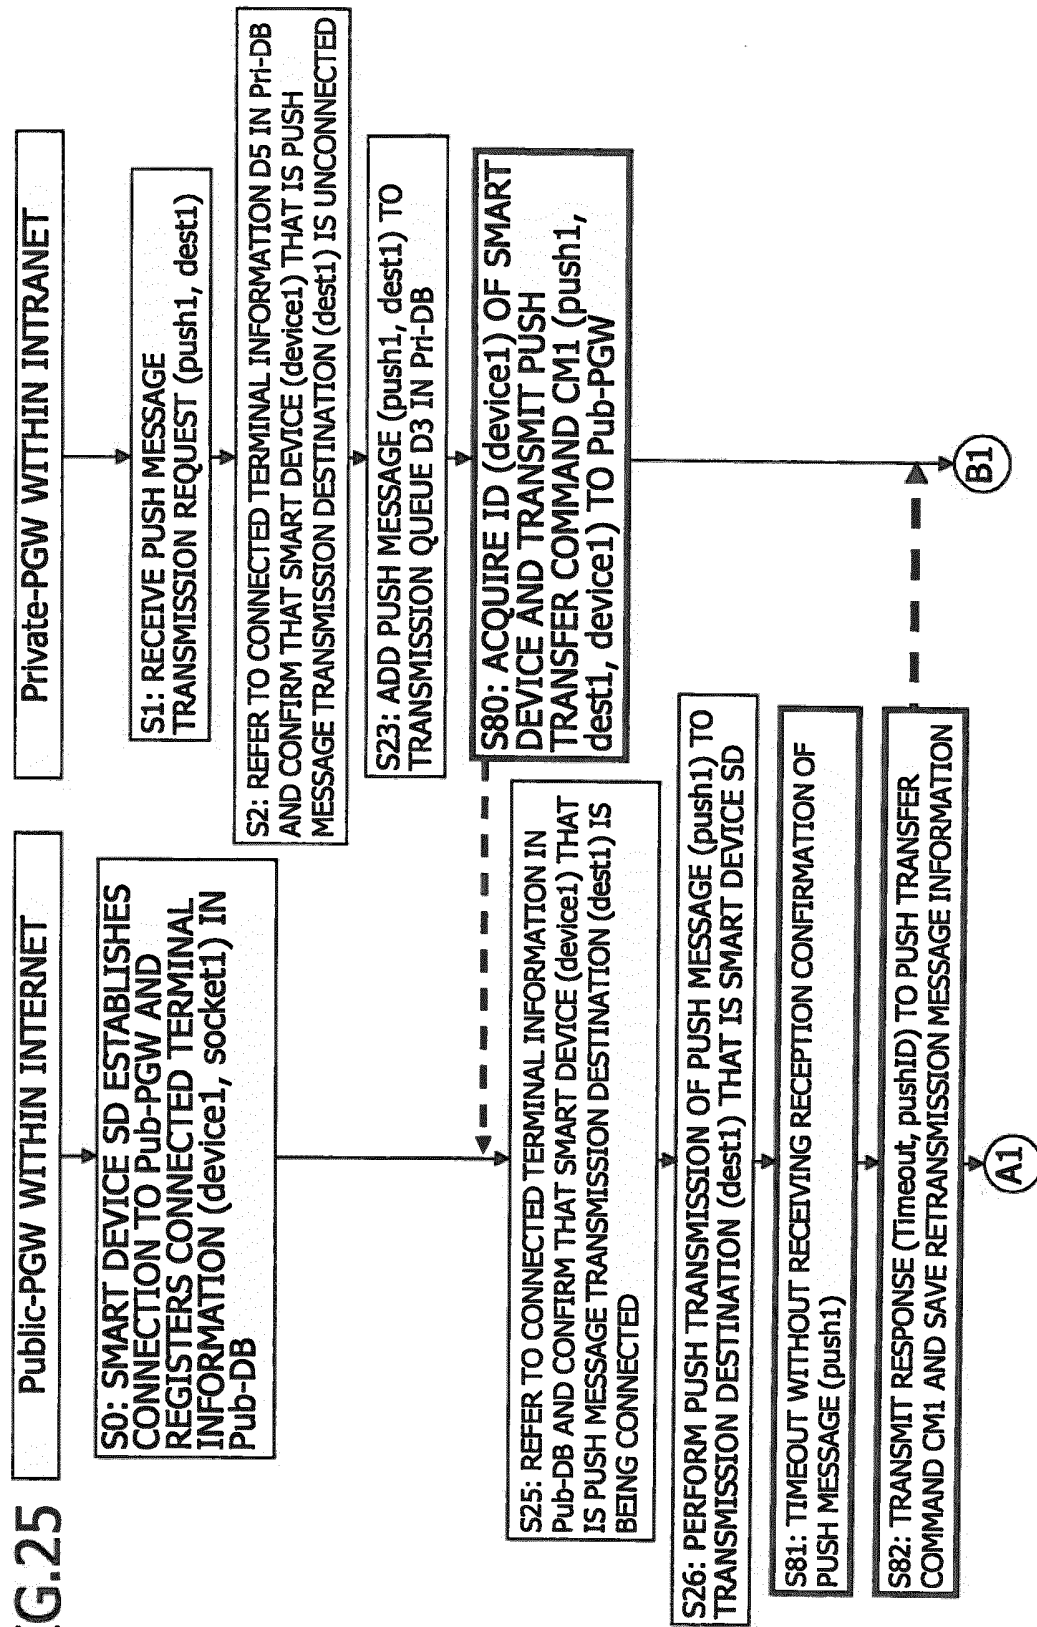 G.25
Public-PGW WITHIN INTERNET
Private-PGW WITHIN INTRANET
S0: SMART DEVICE SD ESTABLISHES
CONNECTION TO Pub-PGW AND
REGISTERS CONNECTED TERMINAL
INFORMATION (device1, socket1) IN
Pub-DB
S1: RECEIVE PUSH MESSAGE
TRANSMISSION REQUEST (push1, dest1)
S2: REFER TO CONNECTED TERMINAL INFORMATION D5 IN Pri-DB
AND CONFIRM THAT SMART DEVICE (device1) THAT IS PUSH
MESSAGE TRANSMISSION DESTINATION (dest1) IS UNCONNECTED
S23: ADD PUSH MESSAGE (push1, dest1) TO
TRANSMISSION QUEUE D3 IN Pri-DB
S80: ACQUIRE ID (device1) OF SMART
DEVICE AND TRANSMIT PUSH
TRANSFER COMMAND CM1 (push1,
dest1, device1) TO Pub-PGW
S25: REFER TO CONNECTED TERMINAL INFORMATION IN
Pub-DB AND CONFIRM THAT SMART DEVICE (device1) THAT
IS PUSH MESSAGE TRANSMISSION DESTINATION (dest1) IS
BEING CONNECTED
S26: PERFORM PUSH TRANSMISSION OF PUSH MESSAGE (push1) TO
TRANSMISSION DESTINATION (dest1) THAT IS SMART DEVICE SD
S81: TIMEOUT WITHOUT RECEIVING RECEPTION CONFIRMATION OF
PUSH MESSAGE (push1)
S82: TRANSMIT RESPONSE (Timeout, pushID) TO PUSH TRANSFER
COMMAND CM1 AND SAVE RETRANSMISSION MESSAGE INFORMATION
A1
B1